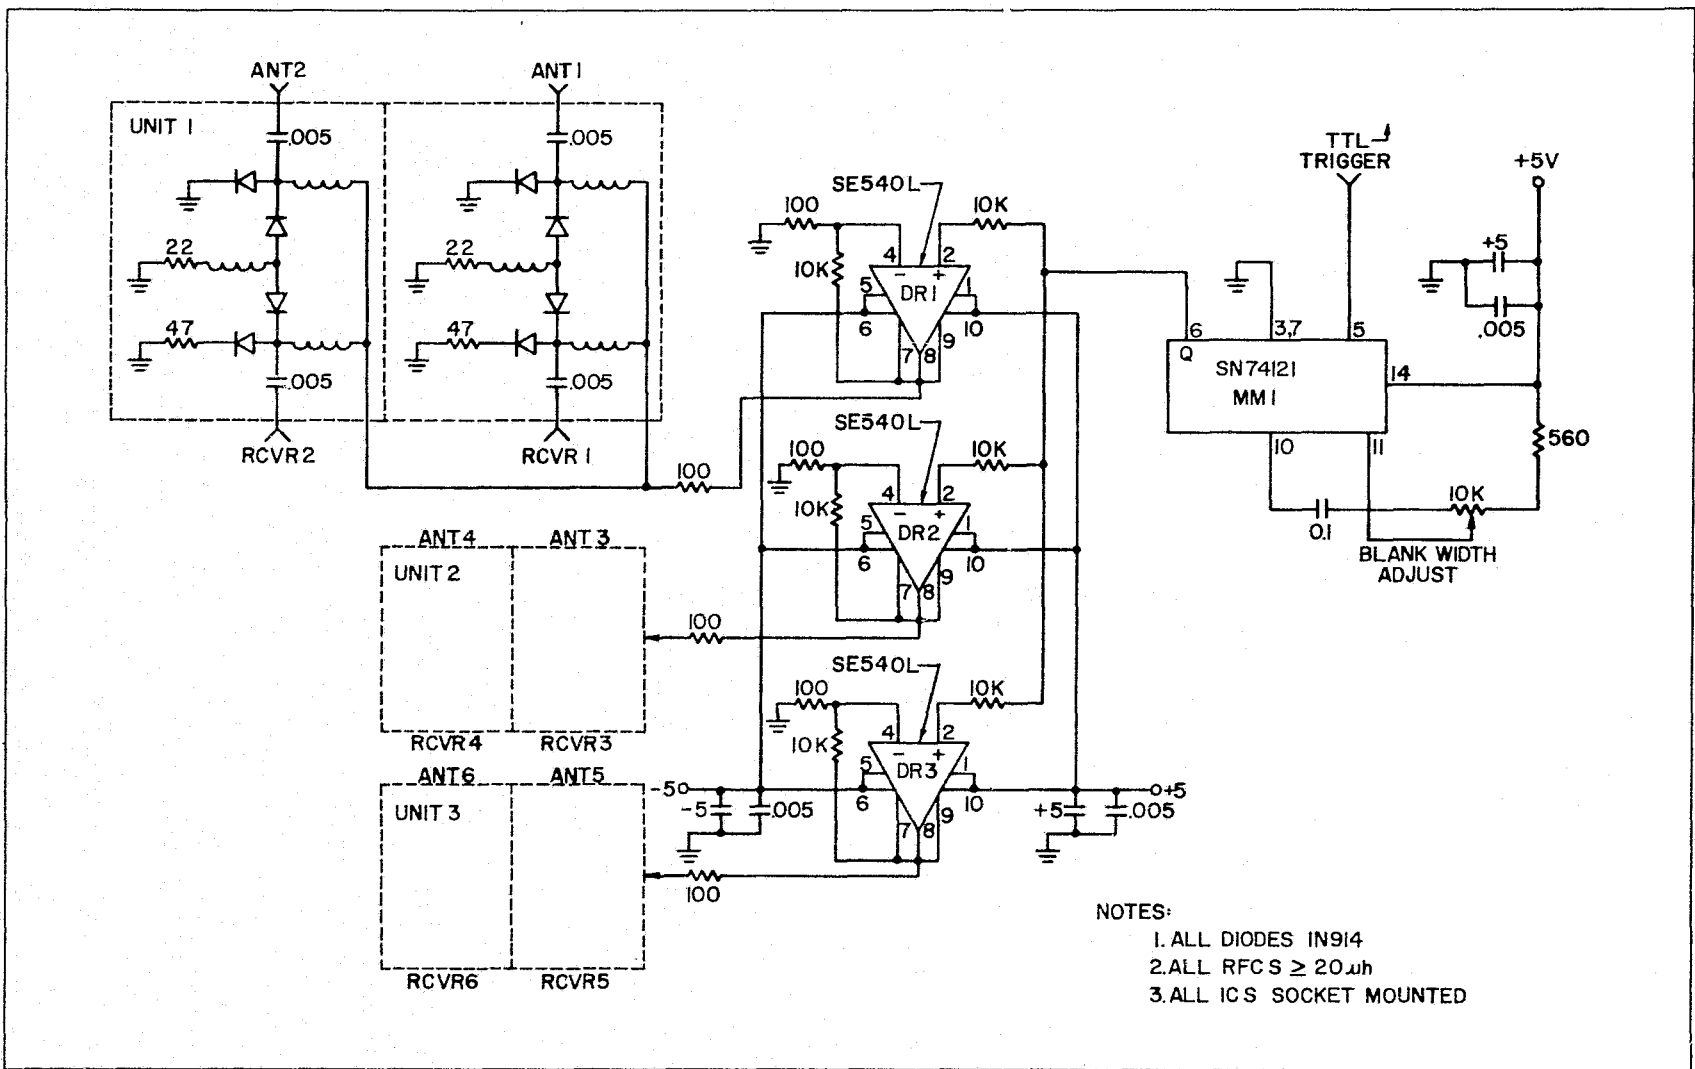 ANT2
ANT1
UNIT 1
.005
.005
22
22
47
47
.005
.005
RCVR2
RCVR1
100
ANT4
ANT3
UNIT 2
RCVR4
RCVR3
100
ANT6
ANT5
UNIT 3
RCVR6
RCVR5
100
SE540L
100
10K
10K
4
2
-
+
5
DR1
1
6
10
7
8
9
SE540L
100
10K
10K
4
2
-
+
5
DR2
1
6
10
7
8
9
SE540L
100
10K
10K
4
2
-
+
5
DR3
1
6
10
7
8
9
-5
-5
.005
+5
+5
.005
TTL
TRIGGER
+5V
+5
.005
6
3,7
5
Q
SN74121
MM1
14
10
11
560
10K
0.1
BLANK WIDTH
ADJUST
NOTES:
1. ALL DIODES IN914
2. ALL RFCS ≥ 20 uh
3. ALL ICS SOCKET MOUNTED